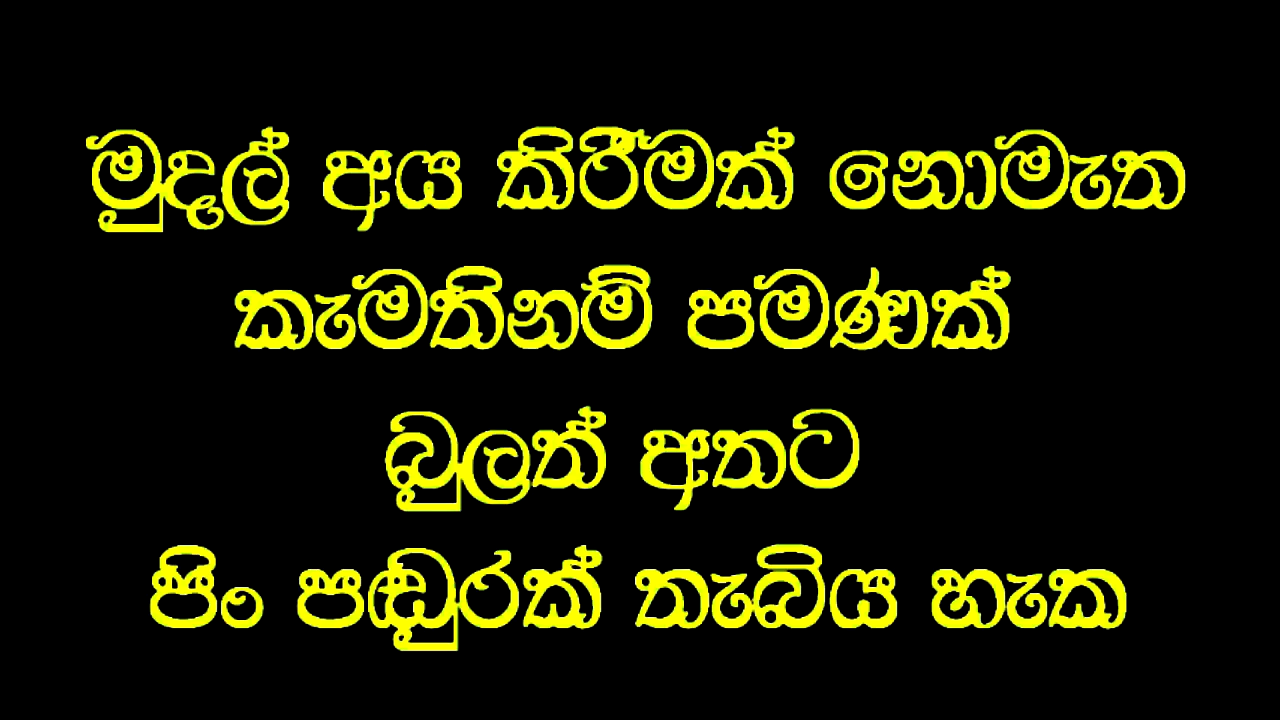 මුදල් අය කිරීමක් නොමැත
කැමතිනම් පමණක්
බුලත් අතට
පිං පඬුරක් තැබිය හැක